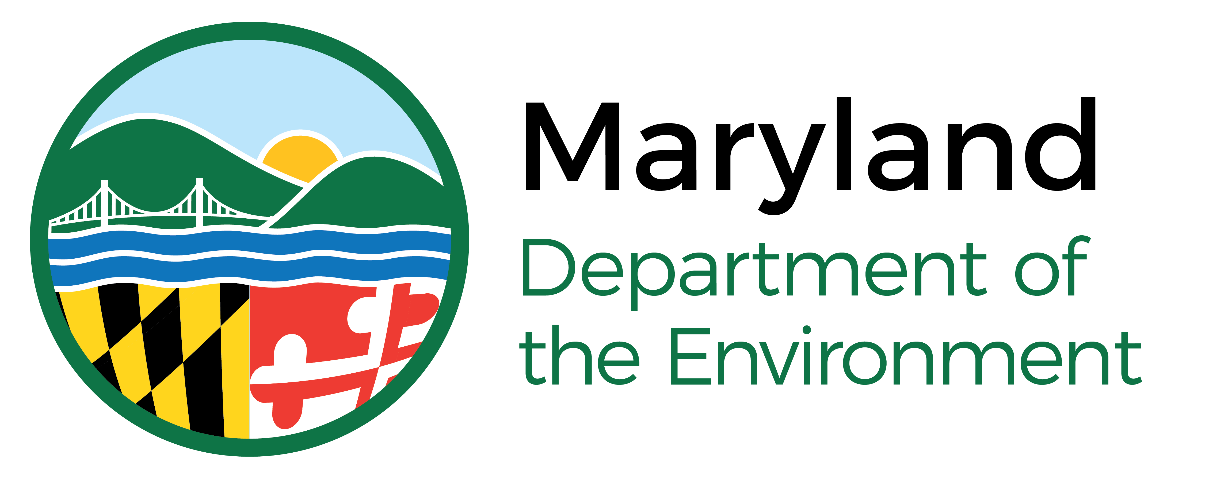 Maryland
Department of
the Environment